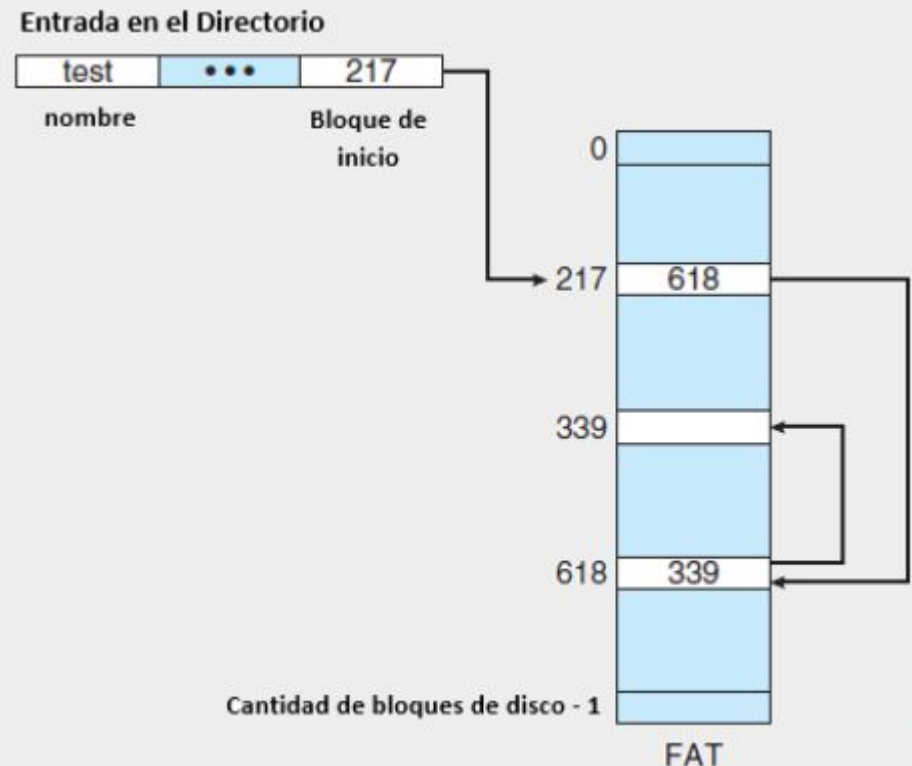 Entrada en el Directorio
test ••• 217
nombre Bloque de
inicio
0
217 618
339
618 339
Cantidad de bloques de disco - 1
FAT